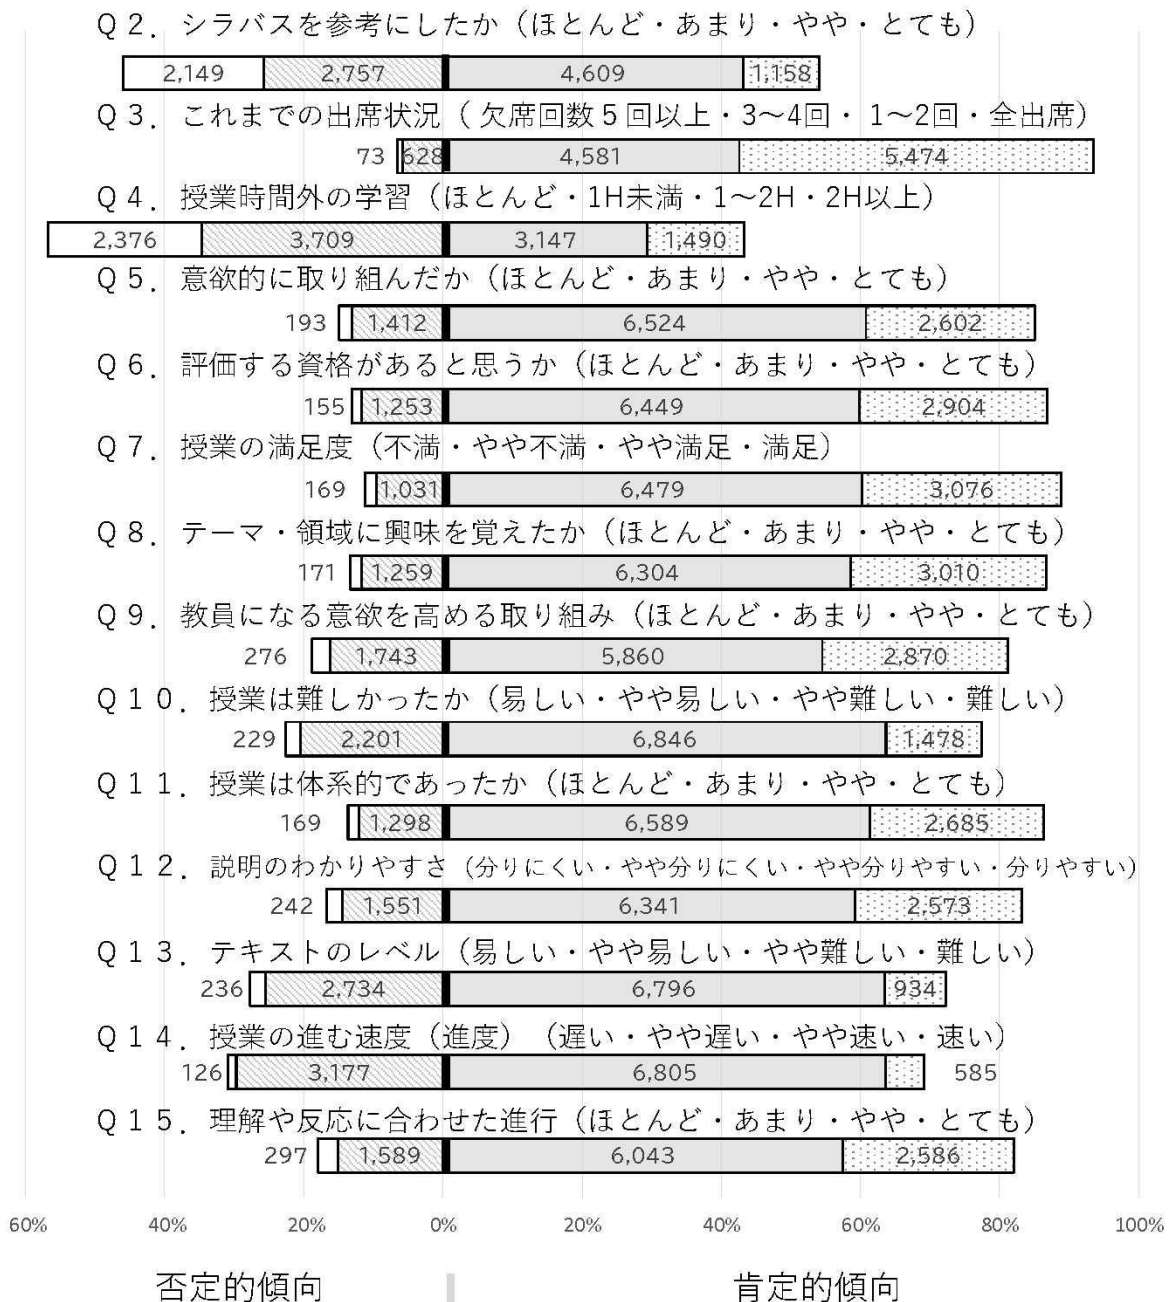 Ｑ２．シラバスを参考にしたか（ほとんど・あまり・やや・とても）
2,149 2,757 4,609 1,158
Ｑ３．これまでの出席状況（ 欠席回数５回以上・3〜4回・ 1〜2回・全出席）
73 628 4,581 5,474
Ｑ４．授業時間外の学習（ほとんど・1H未満・1〜2H・2H以上）
2,376 3,709 3,147 1,490
Ｑ５．意欲的に取り組んだか（ほとんど・あまり・やや・とても）
193 1,412 6,524 2,602
Ｑ６．評価する資格があると思うか（ほとんど・あまり・やや・とても）
155 1,253 6,449 2,904
Ｑ７．授業の満足度（不満・やや不満・やや満足・満足）
169 1,031 6,479 3,076
Ｑ８．テーマ・領域に興味を覚えたか（ほとんど・あまり・やや・とても）
171 1,259 6,304 3,010
Ｑ９．教員になる意欲を高める取り組み（ほとんど・あまり・やや・とても）
276 1,743 5,860 2,870
Ｑ１０．授業は難しかったか（易しい・やや易しい・やや難しい・難しい）
229 2,201 6,846 1,478
Ｑ１１．授業は体系的であったか（ほとんど・あまり・やや・とても）
169 1,298 6,589 2,685
Ｑ１２．説明のわかりやすさ（分りにくい・やや分りにくい・やや分りやすい・分りやすい）
242 1,551 6,341 2,573
Ｑ１３．テキストのレベル（易しい・やや易しい・やや難しい・難しい）
236 2,734 6,796 934
Ｑ１４．授業の進む速度（進度）（遅い・やや遅い・やや速い・速い）
126 3,177 6,805 585
Ｑ１５．理解や反応に合わせた進行（ほとんど・あまり・やや・とても）
297 1,589 6,043 2,586
60% 40% 20% 0% 20% 40% 60% 80% 100%
否定的傾向 肯定的傾向